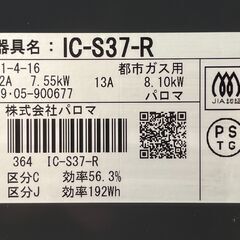 器具名：IC-S37-R
1-4-16 都市ガス用
2A 7.55kW 13A 8.10kW
9・05-900677 パロマ
JIA認証
株式会社パロマ
PS
TG
364 IC-S37-R
区分C 効率56.3%
区分J 効率192Wh